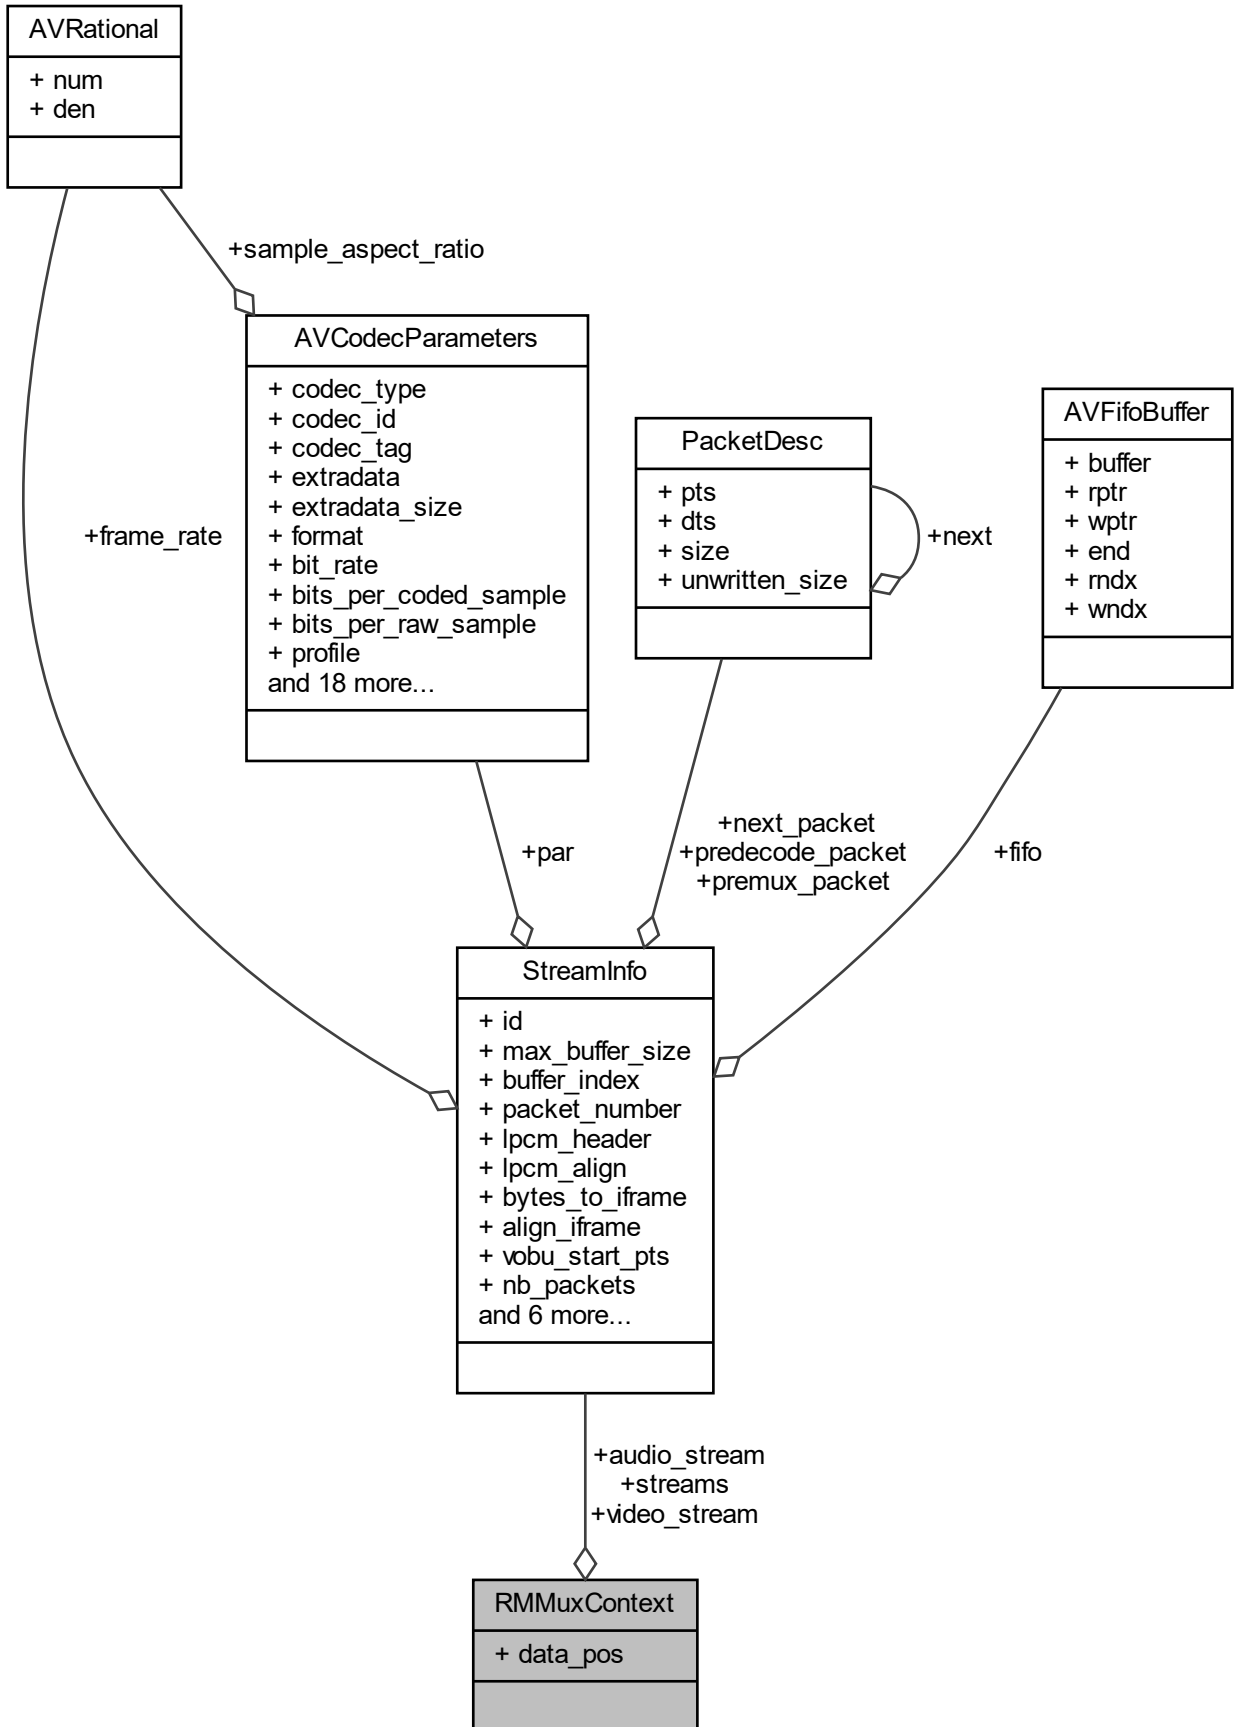 AVRational
+ num
+ den
+sample_aspect_ratio
AVCodecParameters
+ codec_type
+ codec_id
+ codec_tag
+ extradata
+ extradata_size
+ format
+ bit_rate
+ bits_per_coded_sample
+ bits_per_raw_sample
+ profile
and 18 more...
PacketDesc
+ pts
+ dts
+ size
+ unwritten_size
+next
AVFifoBuffer
+ buffer
+ rptr
+ wptr
+ end
+ rndx
+ wndx
+frame_rate
+par
+next_packet
+predecode_packet
+premux_packet
+fifo
StreamInfo
+ id
+ max_buffer_size
+ buffer_index
+ packet_number
+ lpcm_header
+ lpcm_align
+ bytes_to_iframe
+ align_iframe
+ vobu_start_pts
+ nb_packets
and 6 more...
+audio_stream
+streams
+video_stream
RMMuxContext
+ data_pos